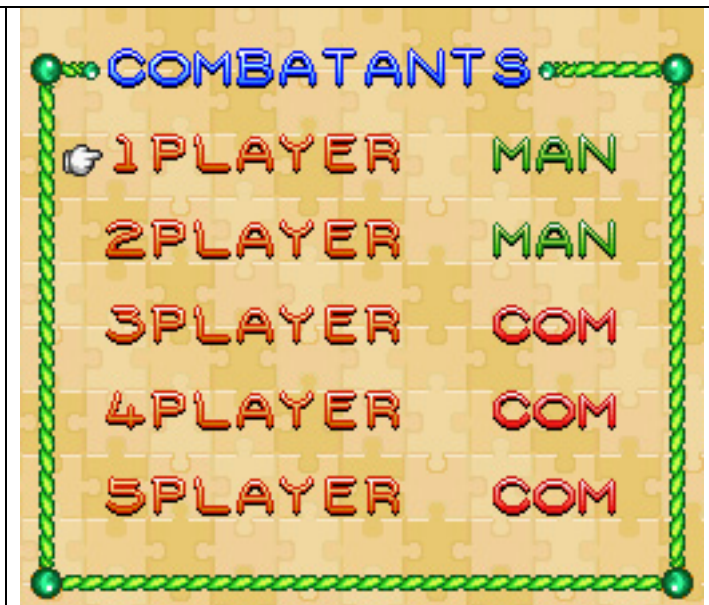 COMBATANTS
1PLAYER MAN
2PLAYER MAN
3PLAYER COM
4PLAYER COM
5PLAYER COM